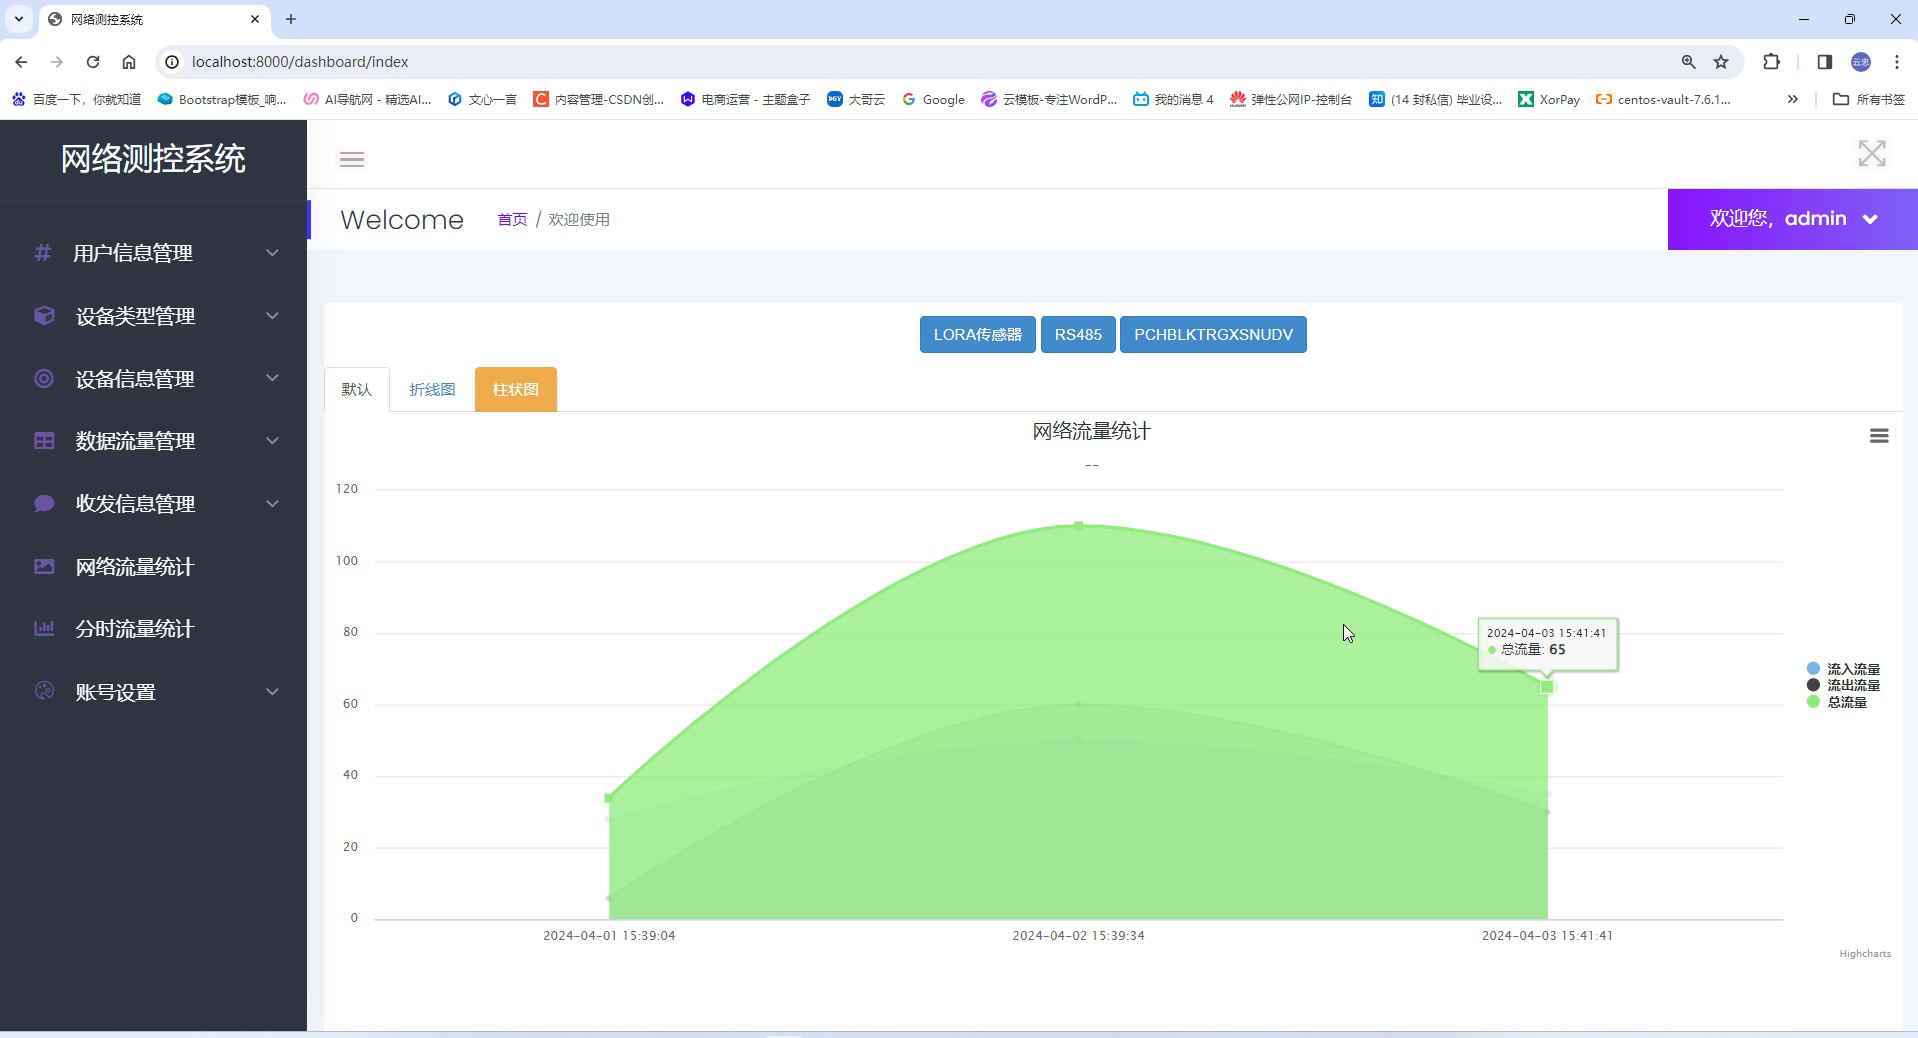 网络测控系统
localhost:8000/dashboard/index
百度一下，你就知道
Bootstrap模板_响...
AI导航网 - 精选AI...
文心一言
内容管理-CSDN创...
电商运营 - 主题盒子
大哥云
Google
云模板-专注WordP...
我的消息 4
弹性公网IP-控制台
(14 封私信) 毕业设...
XorPay
centos-vault-7.6.1...
所有书签
网络测控系统
Welcome
首页 / 欢迎使用
欢迎您，admin
用户信息管理
设备类型管理
设备信息管理
数据流量管理
收发信息管理
网络流量统计
分时流量统计
账号设置
LORA传感器
RS485
PCHBLKTRGXSNUDV
默认
折线图
柱状图
网络流量统计
--
120
100
80
60
40
20
0
2024-04-03 15:41:41
总流量: 65
流入流量
流出流量
总流量
2024-04-01 15:39:04
2024-04-02 15:39:34
2024-04-03 15:41:41
Highcharts